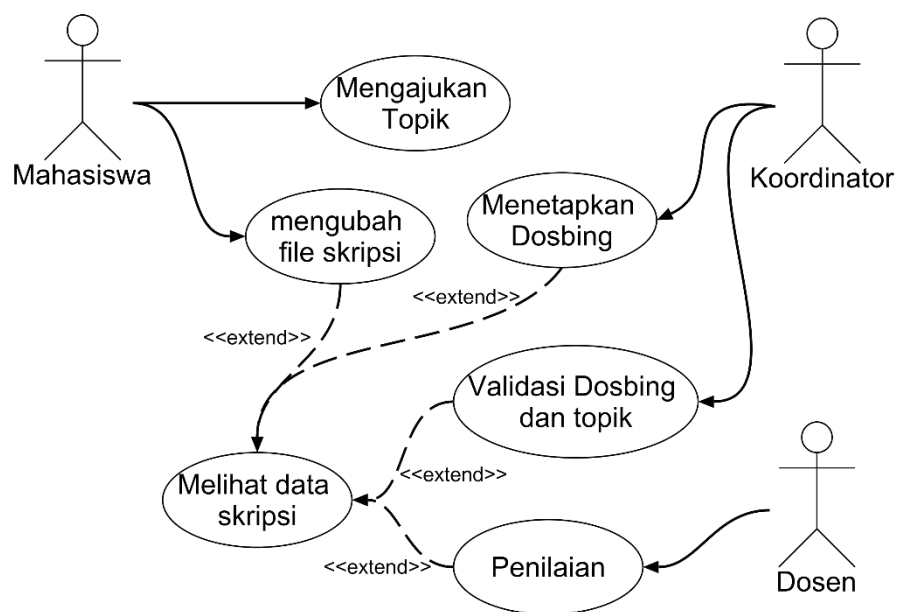 Mengajukan
Topik
Mahasiswa
Koordinator
mengubah
file skripsi
Menetapkan
Dosbing
<<extend>>
<<extend>>
Validasi Dosbing
dan topik
Melihat data
skripsi
<<extend>>
<<extend>>
Penilaian
Dosen